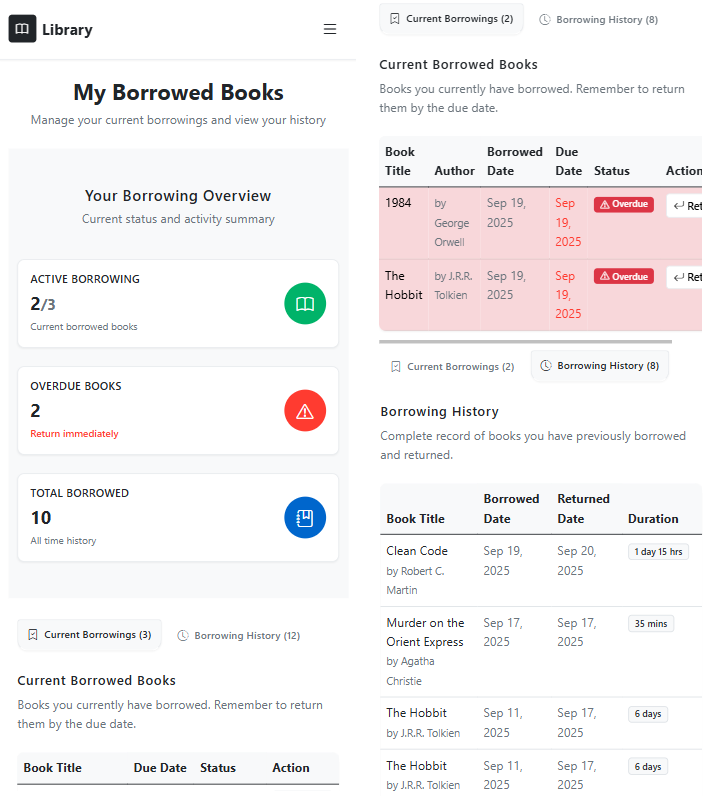 Library
My Borrowed Books
Manage your current borrowings and view your history
Your Borrowing Overview
Current status and activity summary
ACTIVE BORROWING
2/3
Current borrowed books
OVERDUE BOOKS
2
Return immediately
TOTAL BORROWED
10
All time history
Current Borrowings (3) Borrowing History (12)
Current Borrowed Books
Books you currently have borrowed. Remember to return
them by the due date.
Book Title Due Date Status Action
Current Borrowings (2) Borrowing History (8)
Current Borrowed Books
Books you currently have borrowed. Remember to return
them by the due date.
Book Borrowed Due
Title Author Date Date Status Action
1984 by Sep 19, Sep Overdue Ret
George 2025 19,
Orwell 2025
The by J.R.R. Sep 19, Sep Overdue Ret
Hobbit Tolkien 2025 19,
2025
Current Borrowings (2) Borrowing History (8)
Borrowing History
Complete record of books you have previously borrowed
and returned.
Borrowed Returned
Book Title Date Date Duration
Clean Code Sep 19, Sep 20, 1 day 15 hrs
by Robert C. 2025 2025
Martin
Murder on the Sep 17, Sep 17, 35 mins
Orient Express 2025 2025
by Agatha
Christie
The Hobbit Sep 11, Sep 17, 6 days
by J.R.R. Tolkien 2025 2025
The Hobbit Sep 11, Sep 17, 6 days
by J.R.R. Tolkien 2025 2025